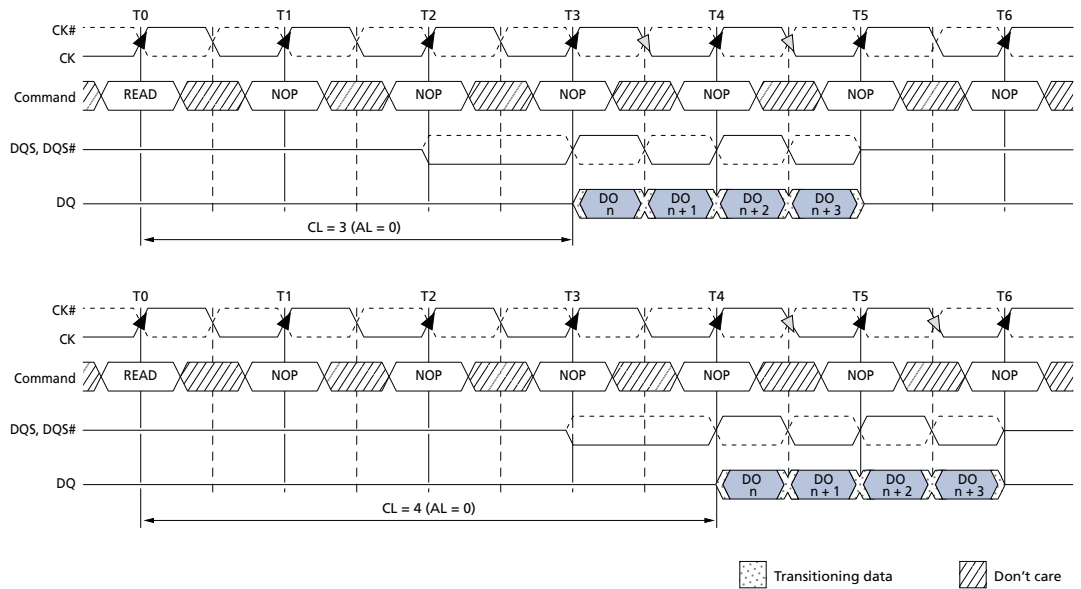 T0 T1 T2 T3 T4 T5 T6
CK#
CK
Command READ NOP NOP NOP NOP NOP NOP
DQS, DQS#
DQ DO n DO n + 1 DO n + 2 DO n + 3
CL = 3 (AL = 0)
T0 T1 T2 T3 T4 T5 T6
CK#
CK
Command READ NOP NOP NOP NOP NOP NOP
DQS, DQS#
DQ DO n DO n + 1 DO n + 2 DO n + 3
CL = 4 (AL = 0)
Transitioning data Don't care